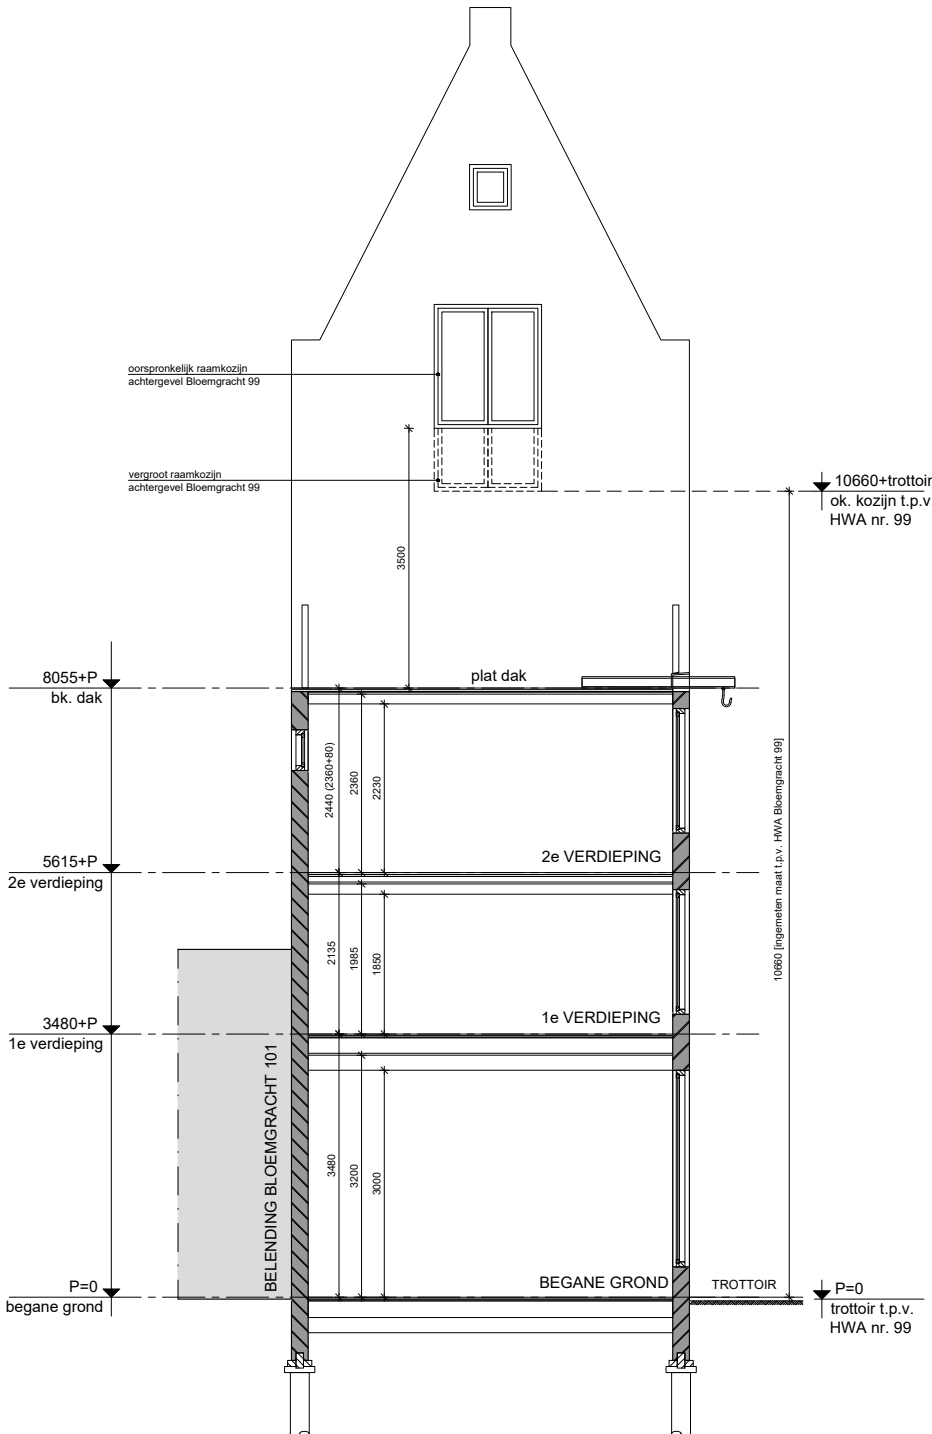 oorspronkelijk raamkozijn
achtergevel Bloemgracht 99
vergroot raamkozijn
achtergevel Bloemgracht 99
10660+trottoir
ok. kozijn t.p.v.
HWA nr. 99
3500
8055+P
bk. dak
plat dak
2440 (2360+80)
2360
2230
10660 [ingemeten maat t.p.v. HWA Bloemgracht 99]
5615+P
2e verdieping
2e VERDIEPING
2135
1985
1850
3480+P
1e verdieping
1e VERDIEPING
BELENDING BLOEMGRACHT 101
3480
3200
3000
P=0
begane grond
BEGANE GROND
TROTTOIR
P=0
trottoir t.p.v.
HWA nr. 99